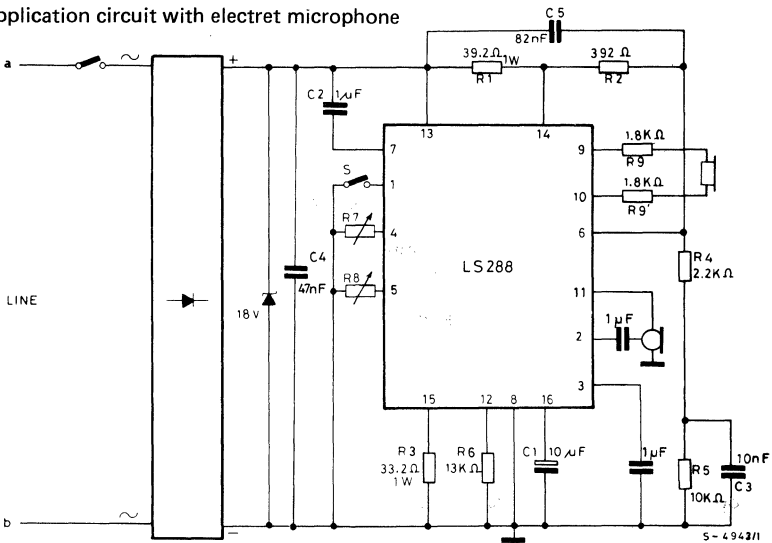 pplication circuit with electret microphone
C5
82nF
a
~
+
39.2Ω 1W
R1
392 Ω
R2
C2 1μF
13
14
7
9
1.8KΩ
R9
S
1
10
1.8KΩ
R9'
R7
4
6
C4
47nF
LS288
R4
2.2KΩ
R8
5
LINE
18V
11
1μF
2
3
15
12
8
16
R3
33.2Ω
1W
R6
13KΩ
C1 10μF
1μF
R5
10KΩ
10nF
C3
b
~
–
S-4943/1